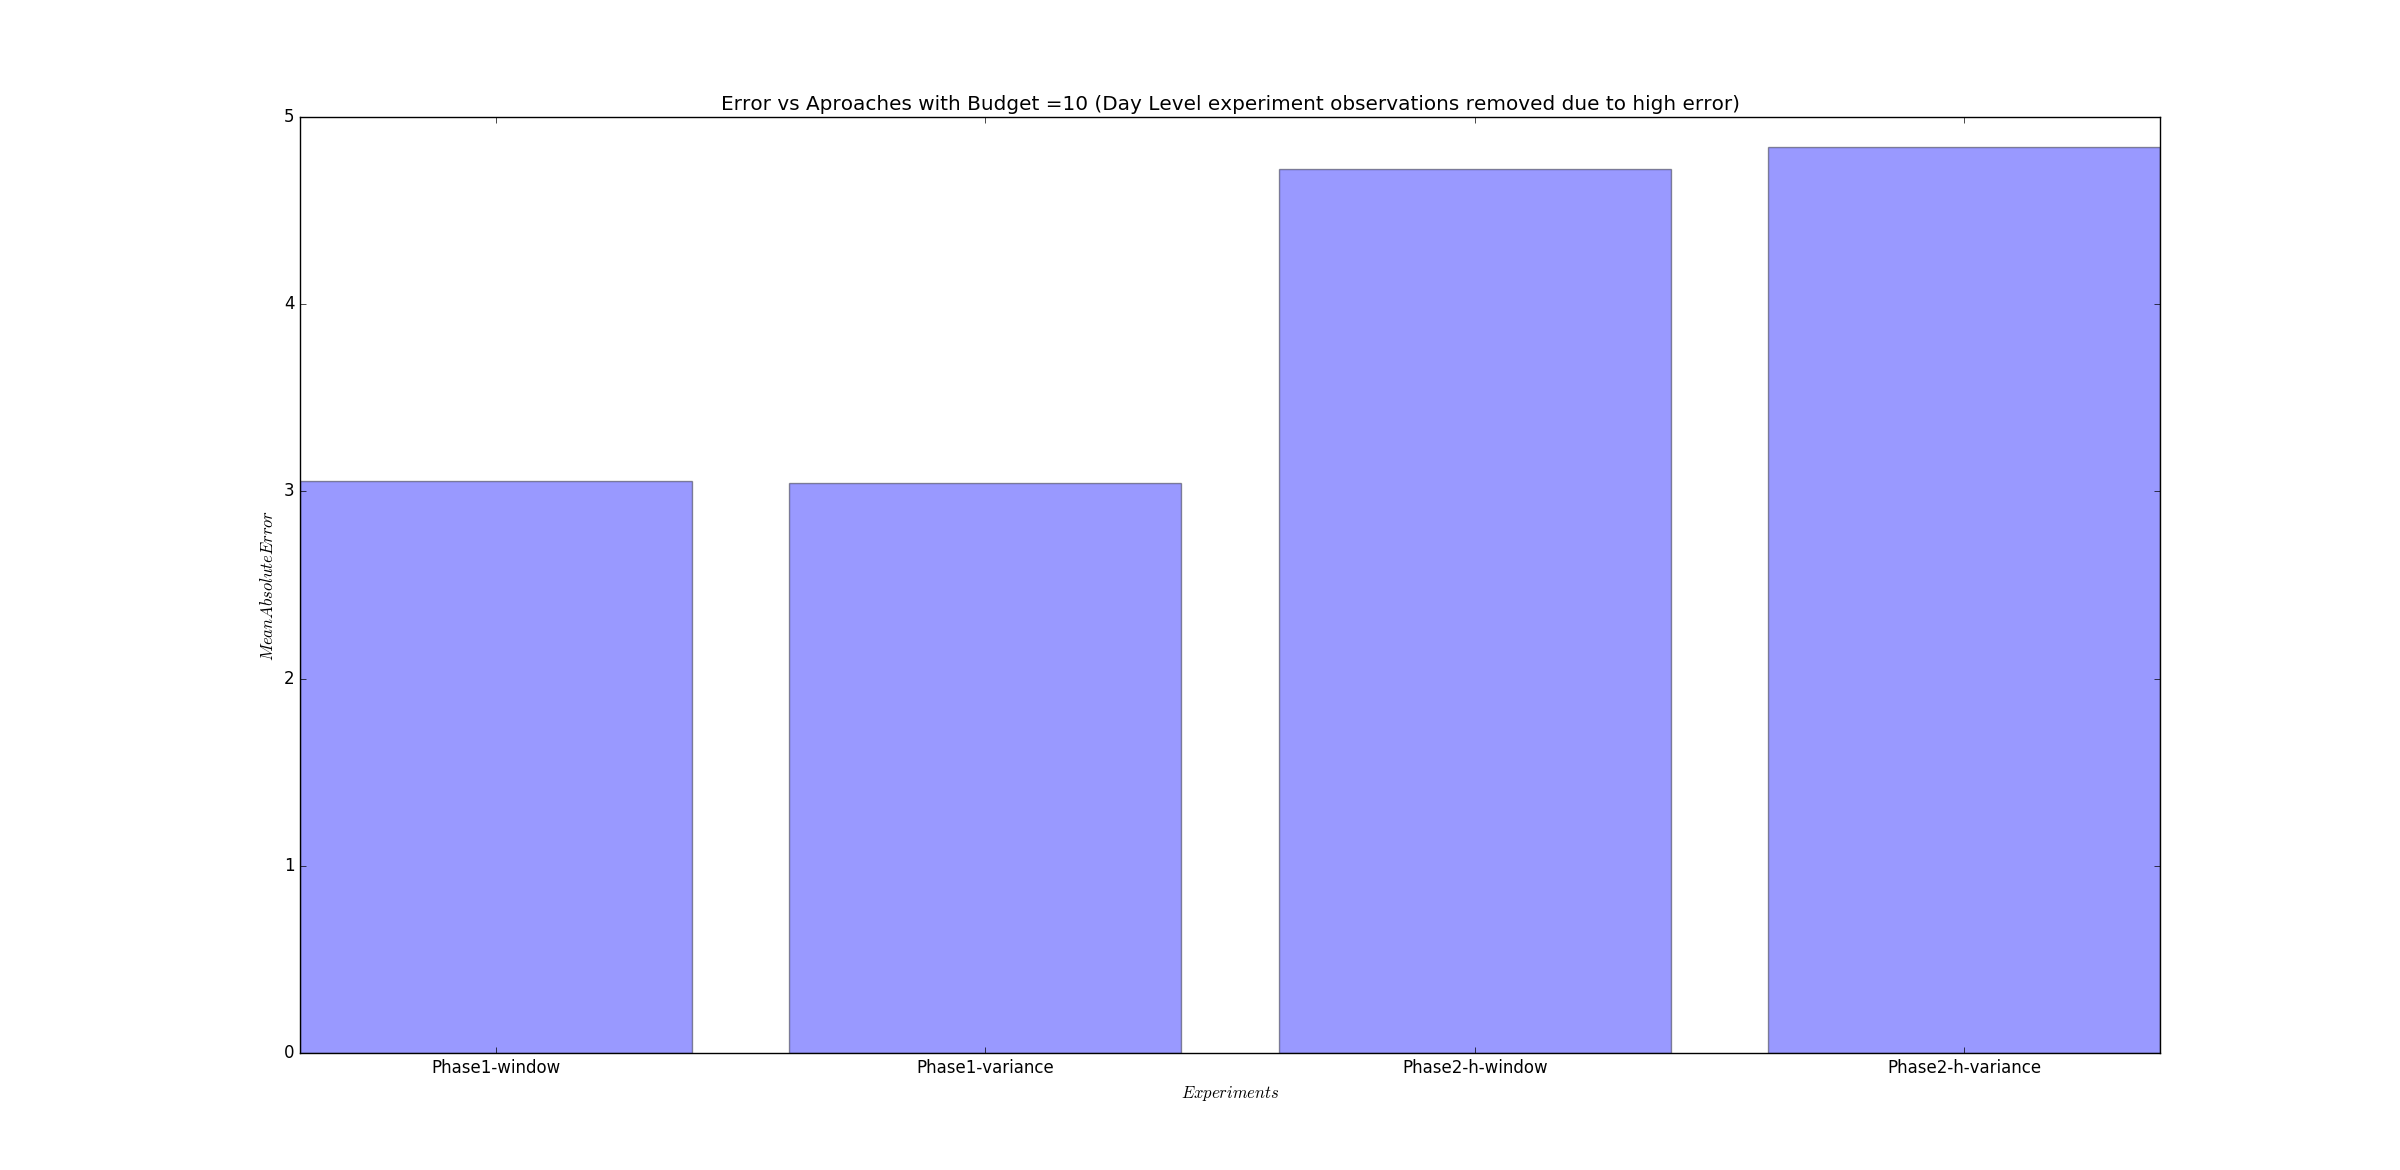 Error vs Aproaches with Budget =10 (Day Level experiment observations removed due to high error)
5
4
3
2
1
0
MeanAbsoluteError
Phase1-window Phase1-variance Phase2-h-window Phase2-h-variance
Experiments